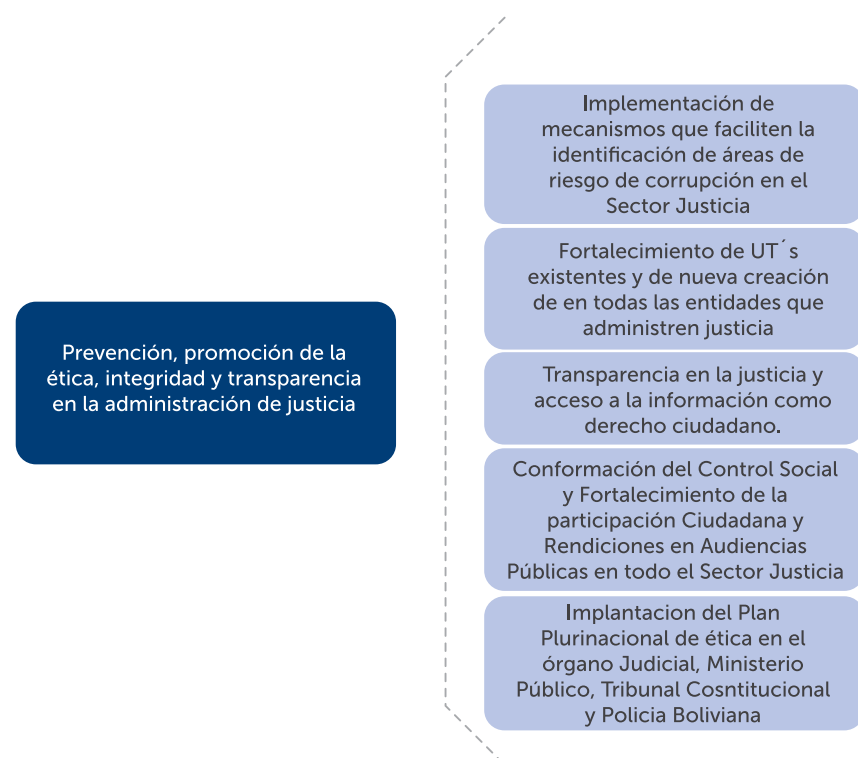 Prevención, promoción de la
ética, integridad y transparencia
en la administración de justicia
Implementación de
mecanismos que faciliten la
identificación de áreas de
riesgo de corrupción en el
Sector Justicia
Fortalecimiento de UT´s
existentes y de nueva creación
de en todas las entidades que
administren justicia
Transparencia en la justicia y
acceso a la información como
derecho ciudadano.
Conformación del Control Social
y Fortalecimiento de la
participación Ciudadana y
Rendiciones en Audiencias
Públicas en todo el Sector Justicia
Implantacion del Plan
Plurinacional de ética en el
órgano Judicial, Ministerio
Público, Tribunal Cosntitucional
y Policia Boliviana